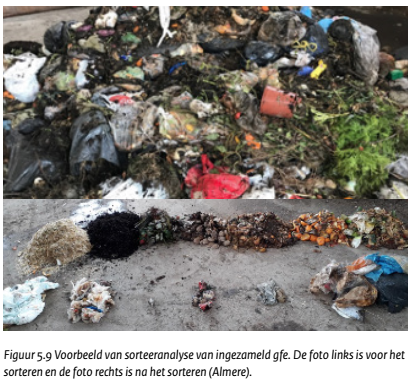 Figuur 5.9 Voorbeeld van sorteeranalyse van ingezameld gfe. De foto links is voor het
sorteren en de foto rechts is na het sorteren (Almere).